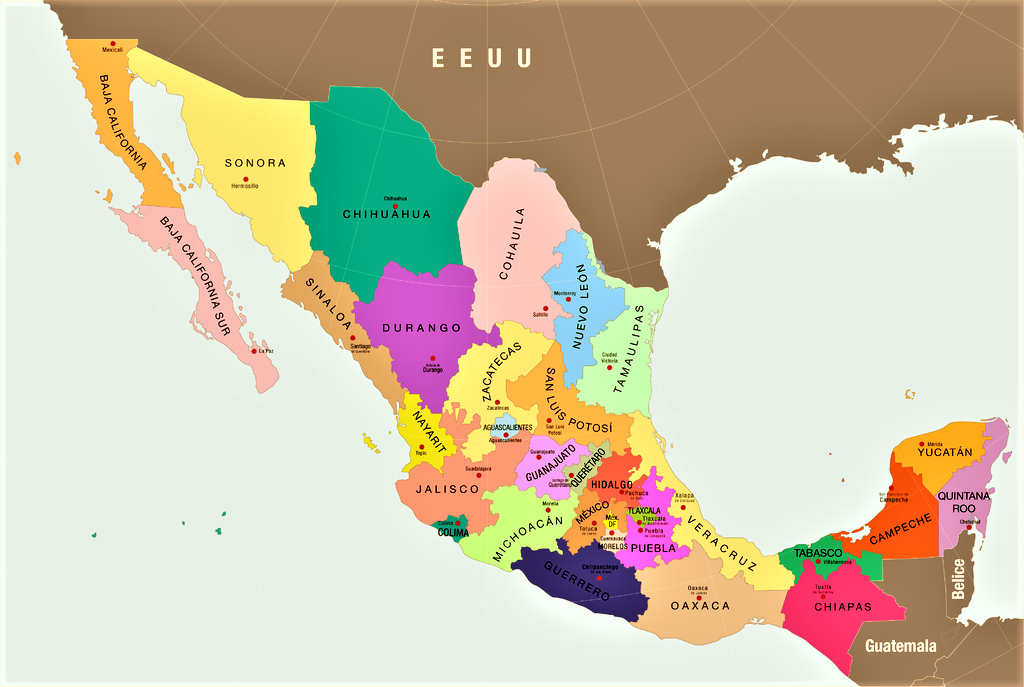 EEUU
Mexicali
BAJA CALIFORNIA
SONORA
Hermosillo
Chihuahua
CHIHUAHUA
COHAUILA
BAJA CALIFORNIA SUR
La Paz
SINALOA
Santiago
DURANGO
Durango
Monterrey
Saltillo
NUEVO LEÓN
Ciudad
Victoria
TAMAULIPAS
ZACATECAS
Zacatecas
SAN LUIS POTOSÍ
San Luis
Potosí
NAYARIT
Tepic
AGUASCALIENTES
Aguascalientes
Guadalajara
JALISCO
Guanajuato
GUANAJUATO
Querétaro
QUERÉTARO
HIDALGO
Pachuca
Colima
COLIMA
Morelia
MICHOACÁN
MÉXICO
Toluca
Méx.
DF
Cuernavaca
MORELOS
TLAXCALA
Tlaxcala
Puebla
PUEBLA
Xalapa
VERACRUZ
Chilpancingo
GUERRERO
Oaxaca
OAXACA
TABASCO
Villahermosa
Tuxtla
CHIAPAS
Campeche
CAMPECHE
Mérida
YUCATÁN
QUINTANA
ROO
Chetumal
Belice
Guatemala